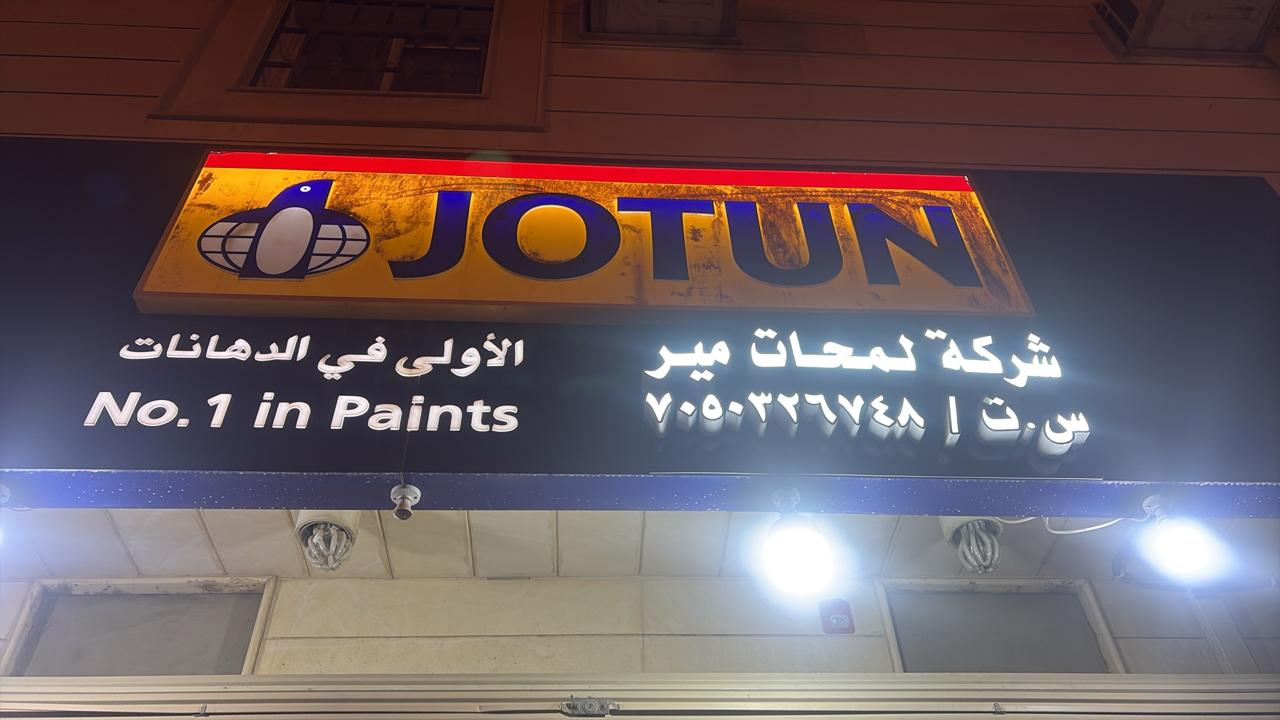 JOTUN
شركة لمحات مير
س.ت | ٧٠٥٠٣٢٦٧٤٨
الأولى في الدهانات
No. 1 in Paints